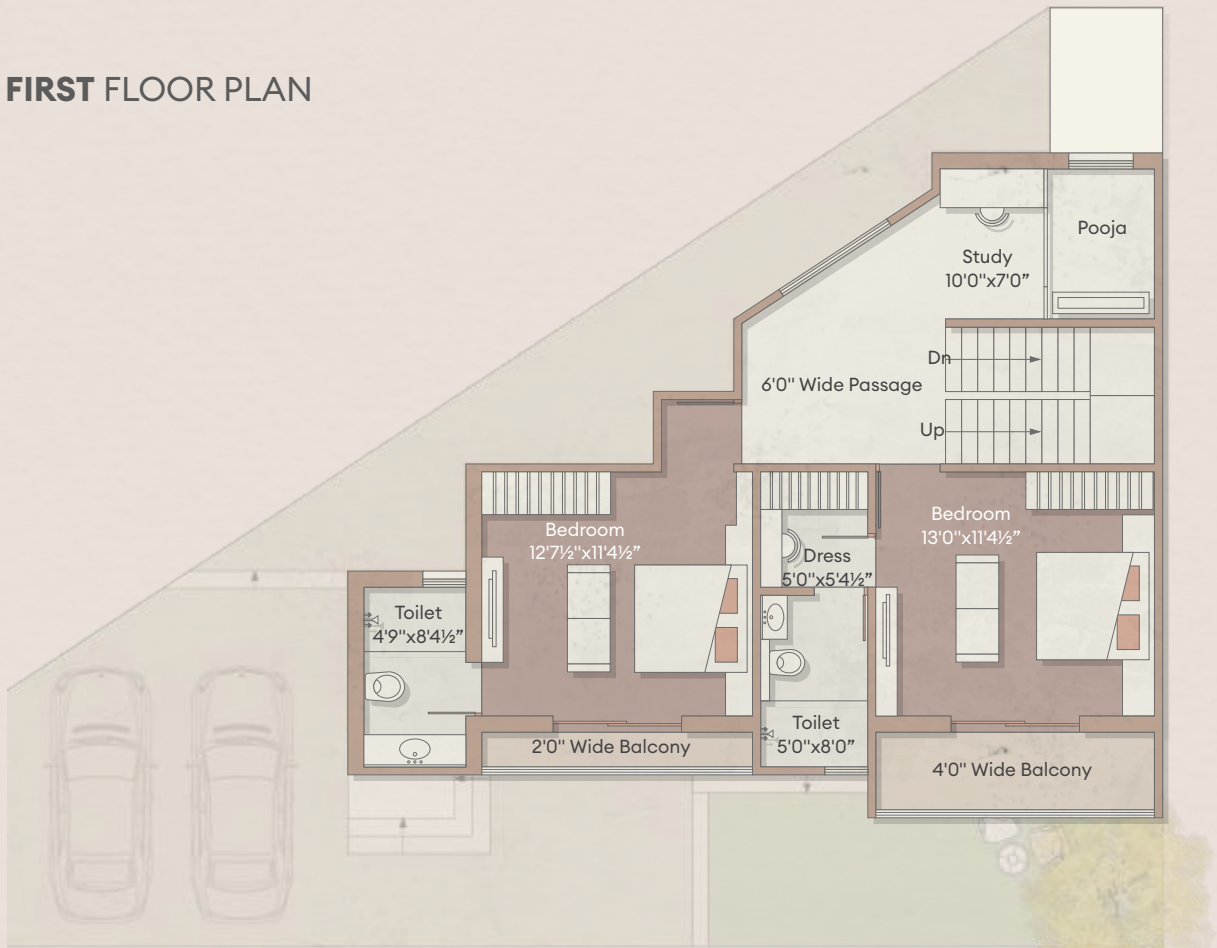 FIRST FLOOR PLAN
Pooja
Study
10'0"x7'0”
Dn
6'0" Wide Passage
Up
Bedroom
12'7½"x11'4½”
Bedroom
13'0"x11'4½”
Dress
5'0"x5'4½”
Toilet
4'9"x8'4½”
Toilet
5'0"x8'0”
2'0" Wide Balcony
4'0" Wide Balcony